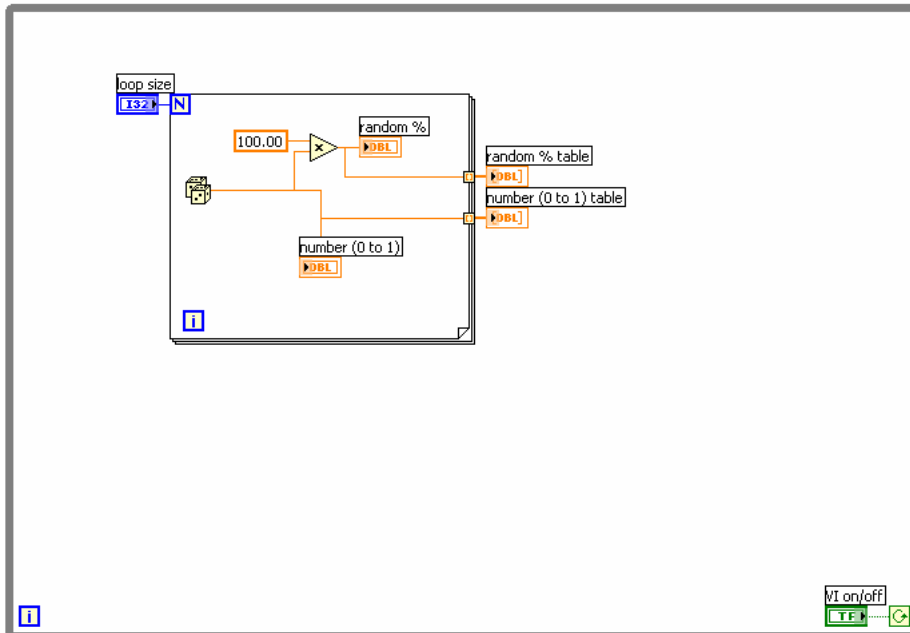 loop size
I32
N
random %
100.00
×
DBL
random % table
DBL]
number (0 to 1) table
DBL]
number (0 to 1)
DBL
i
VI on/off
i
TF